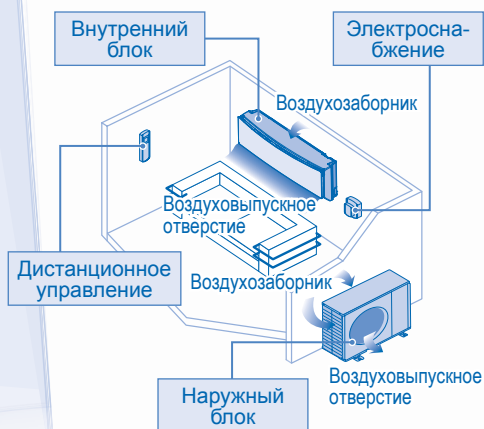 Внутренний
блок
Электросна-
бжение
Воздухозаборник
Воздуховыпускное
отверстие
Дистанционное
управление
Воздухозаборник
Наружный
блок
Воздуховыпускное
отверстие